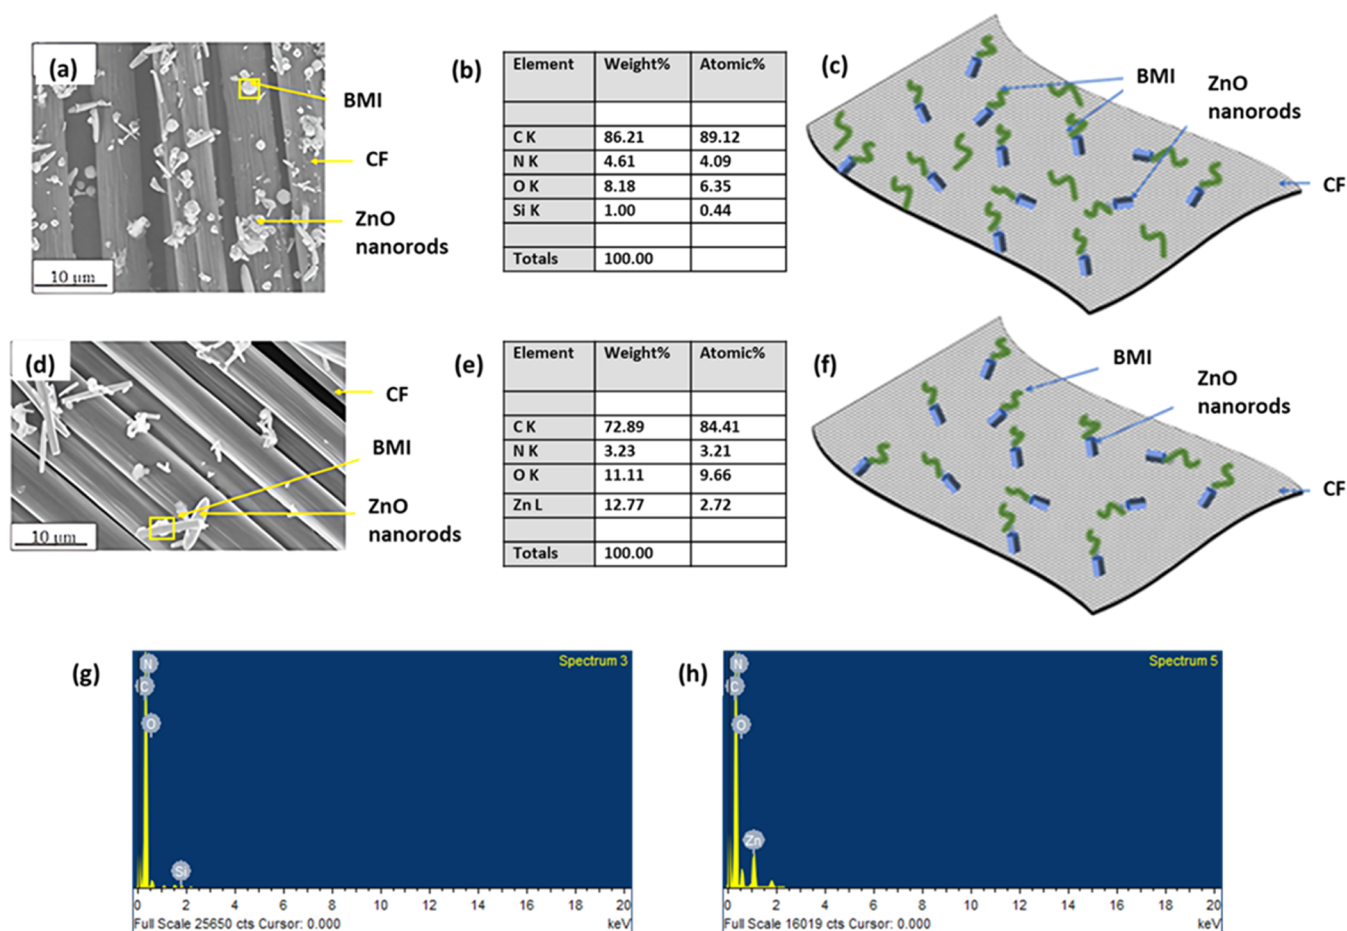 (a)
BMI
CF
ZnO
nanorods
10 μm
(b)
Element Weight% Atomic%
C K 86.21 89.12
N K 4.61 4.09
O K 8.18 6.35
Si K 1.00 0.44
Totals 100.00
(c)
BMI
ZnO
nanorods
CF
(d)
CF
BMI
ZnO
nanorods
10 μm
(e)
Element Weight% Atomic%
C K 72.89 84.41
N K 3.23 3.21
O K 11.11 9.66
Zn L 12.77 2.72
Totals 100.00
(f)
BMI
ZnO
nanorods
CF
(g)
Spectrum 3
N
C
O
Si
0 2 4 6 8 10 12 14 16 18 20
Full Scale 25650 cts Cursor: 0.000 keV
(h)
Spectrum 5
N
C
O
Zn
0 2 4 6 8 10 12 14 16 18 20
Full Scale 16019 cts Cursor: 0.000 keV